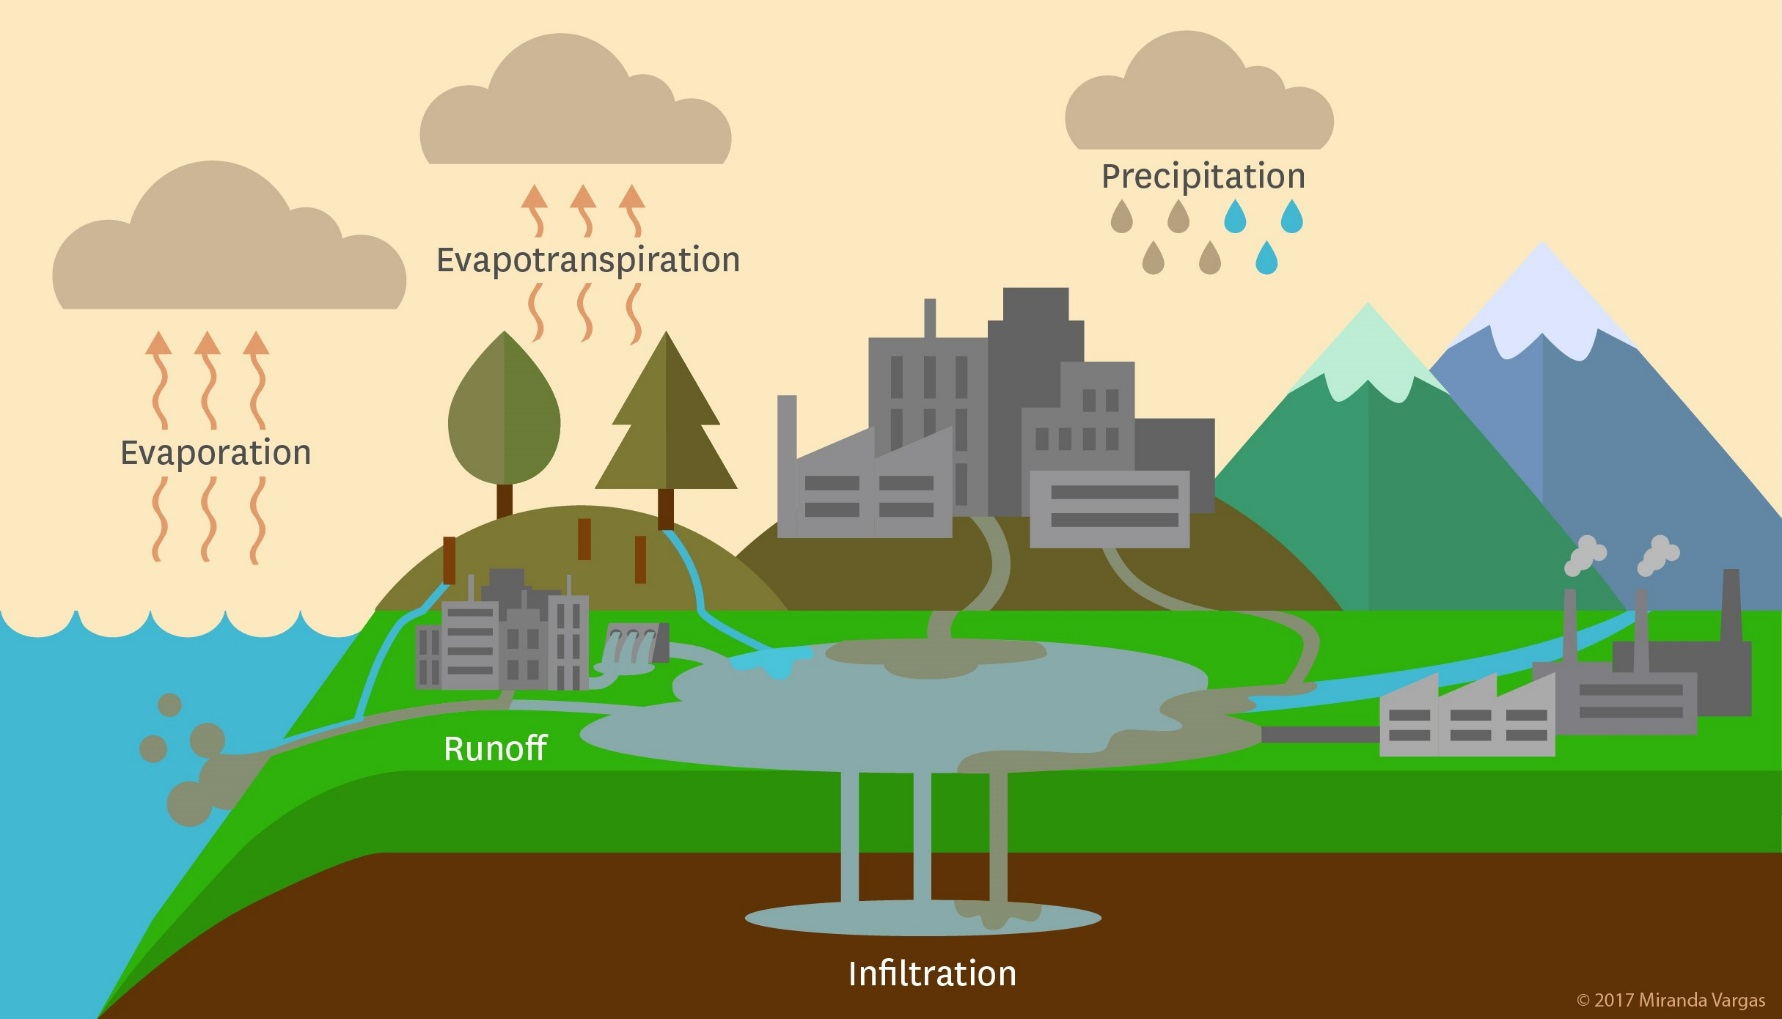 Precipitation
Evapotranspiration
Evaporation
Runoff
Infiltration
© 2017 Miranda Vargas